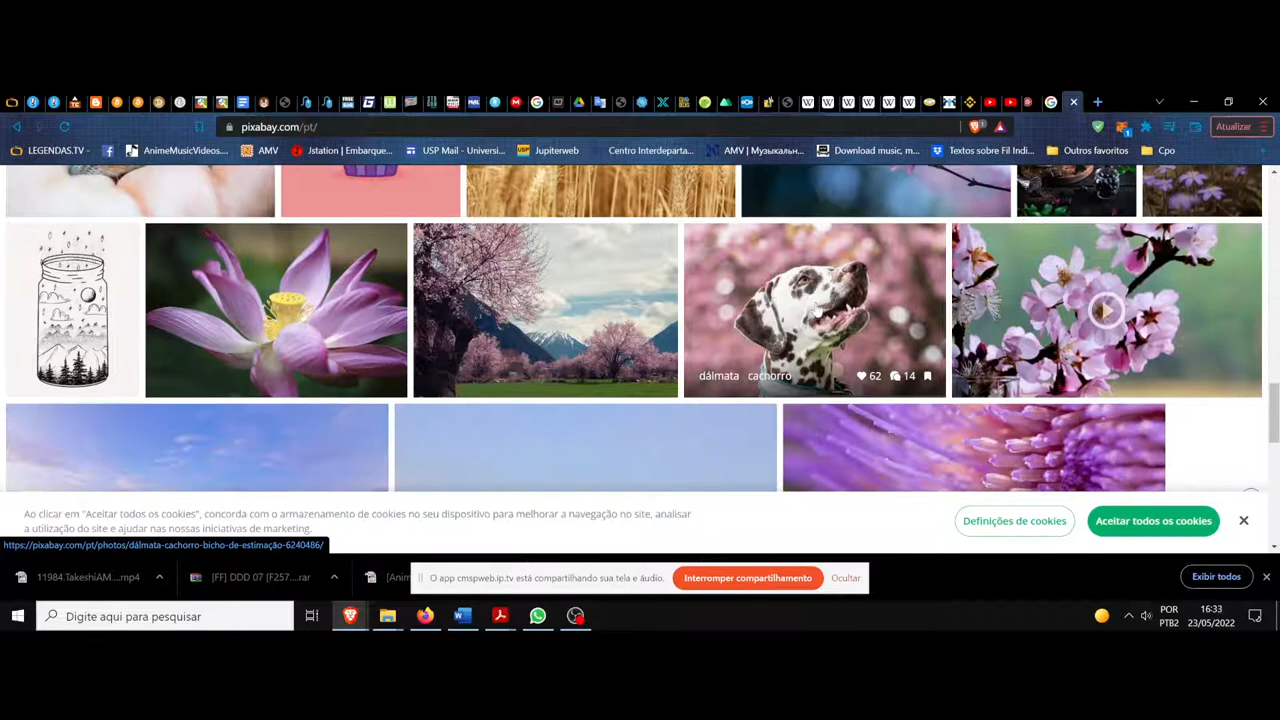 pixabay.com/pt/
Atualizar
LEGENDAS.TV
AnimeMusicVideos...
AMV
Jstation | Embarque...
USP Mail - Universi...
Jupiterweb
Centro Interdeparta...
AMV | Музыкальн...
Download music, m...
Textos sobre Fil Indi...
Outros favoritos
Cpo
dálmata cachorro
62 14
Ao clicar em "Aceitar todos os cookies", concorda com o armazenamento de cookies no seu dispositivo para melhorar a navegação no site, analisar
a utilização do site e ajudar nas nossas iniciativas de marketing.
Definições de cookies
Aceitar todos os cookies
https://pixabay.com/pt/photos/dálmata-cachorro-bicho-de-estimação-6240486/
11984.TakeshiAM....mp4
[FF] DDD 07 [F257....rar
[Ani
O app cmspweb.ip.tv está compartilhando sua tela e áudio.
Interromper compartilhamento
Ocultar
Exibir todos
Digite aqui para pesquisar
POR
PTB2
16:33
23/05/2022